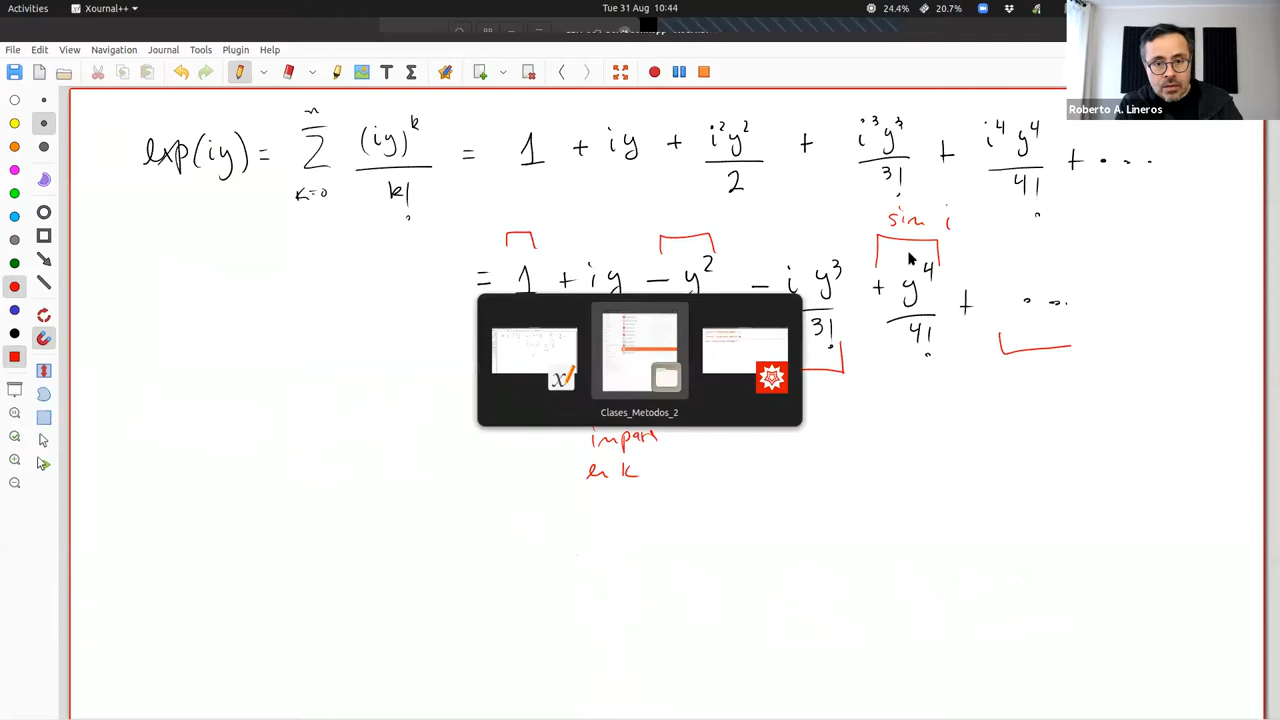 Activities Xournal++ Tue 31 Aug 10:44 24.4% 20.7%
File Edit View Navigation Journal Tools Plugin Help
Roberto A. Lineros
exp(iy) = Σ (iy)^k / k! = 1 + iy + i²y²/2 + i³y³/3! + i⁴y⁴/4! + ...
k=0
sin i
= 1 + iy - y² - i y³/3! + y⁴/4! + ...
Clases_Metodos_2
impar
en k